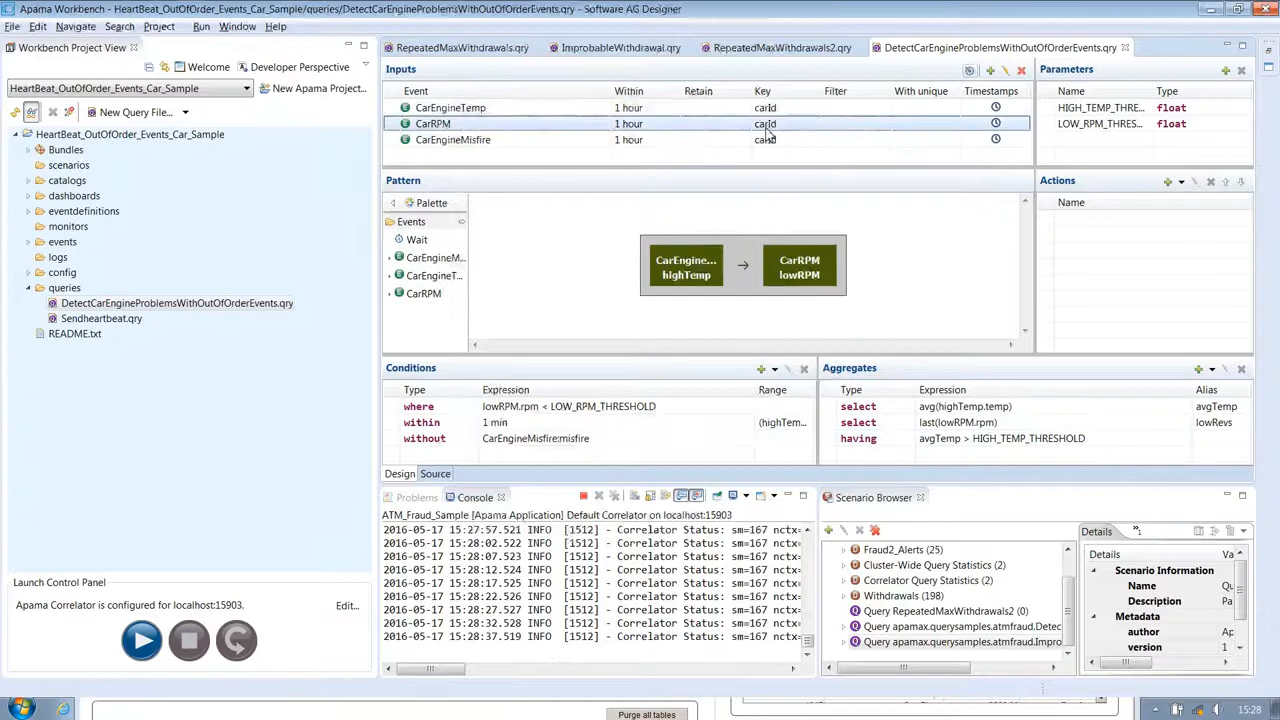 Apama Workbench - HeartBeat_OutOfOrder_Events_Car_Sample/queries/DetectCarEngineProblemsWithOutOfOrderEvents.qry - Software AG Designer
File Edit Navigate Search Project Run Window Help
Workbench Project View
Welcome Developer Perspective
HeartBeat_OutOfOrder_Events_Car_Sample New Apama Project...
New Query File...
HeartBeat_OutOfOrder_Events_Car_Sample
Bundles
scenarios
catalogs
dashboards
eventdefinitions
monitors
events
logs
config
queries
DetectCarEngineProblemsWithOutOfOrderEvents.qry
Sendheartbeat.qry
README.txt
Launch Control Panel
Apama Correlator is configured for localhost:15903. Edit...
RepeatedMaxWithdrawals.qry ImprobableWithdrawal.qry RepeatedMaxWithdrawals2.qry DetectCarEngineProblemsWithOutOfOrderEvents.qry
Inputs
Event Within Retain Key Filter With unique Timestamps
CarEngineTemp 1 hour carId
CarRPM 1 hour carId
CarEngineMisfire 1 hour carId
Parameters
Name Type
HIGH_TEMP_THRE... float
LOW_RPM_THRES... float
Pattern
Palette
Events
Wait
CarEngineM...
CarEngineT...
CarRPM
CarEngine...
highTemp
CarRPM
lowRPM
Actions
Name
Conditions
Type Expression Range
where lowRPM.rpm < LOW_RPM_THRESHOLD
within 1 min (highTem...
without CarEngineMisfire:misfire
Aggregates
Type Expression Alias
select avg(highTemp.temp) avgTemp
select last(lowRPM.rpm) lowRevs
having avgTemp > HIGH_TEMP_THRESHOLD
Design Source
Problems Console
ATM_Fraud_Sample [Apama Application] Default Correlator on localhost:15903
2016-05-17 15:27:57.521 INFO [1512] - Correlator Status: sm=167 nctx=
2016-05-17 15:28:02.522 INFO [1512] - Correlator Status: sm=167 nctx=
2016-05-17 15:28:07.523 INFO [1512] - Correlator Status: sm=167 nctx=
2016-05-17 15:28:12.524 INFO [1512] - Correlator Status: sm=167 nctx=
2016-05-17 15:28:17.525 INFO [1512] - Correlator Status: sm=167 nctx=
2016-05-17 15:28:22.526 INFO [1512] - Correlator Status: sm=167 nctx=
2016-05-17 15:28:27.527 INFO [1512] - Correlator Status: sm=167 nctx=
2016-05-17 15:28:32.528 INFO [1512] - Correlator Status: sm=167 nctx=
2016-05-17 15:28:37.519 INFO [1512] - Correlator Status: sm=167 nctx=
Scenario Browser
Fraud2_Alerts (25)
Cluster-Wide Query Statistics (2)
Correlator Query Statistics (2)
Withdrawals (198)
Query RepeatedMaxWithdrawals2 (0)
Query apamax.querysamples.atmfraud.Detec
Query apamax.querysamples.atmfraud.Impro
Details »1
Details Va
Scenario Information
Name Qu
Description Pa
Metadata
author Ap
version 1
Purge all tables
15:28